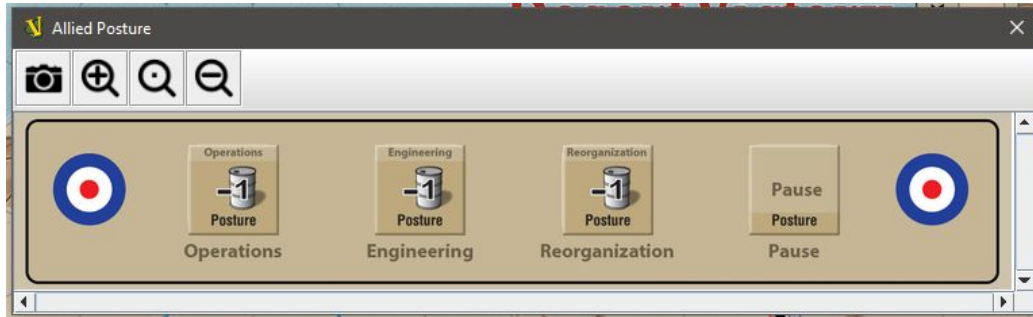 Allied Posture
Operations
-1
Posture
Operations
Engineering
-1
Posture
Engineering
Reorganization
-1
Posture
Reorganization
Pause
Posture
Pause